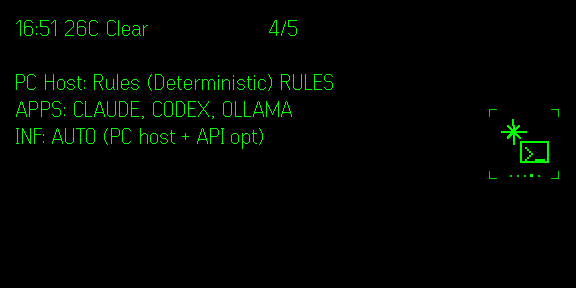 16:51 26C Clear 4/5
PC Host: Rules (Deterministic) RULES
APPS: CLAUDE, CODEX, OLLAMA
INF: AUTO (PC host + API opt)